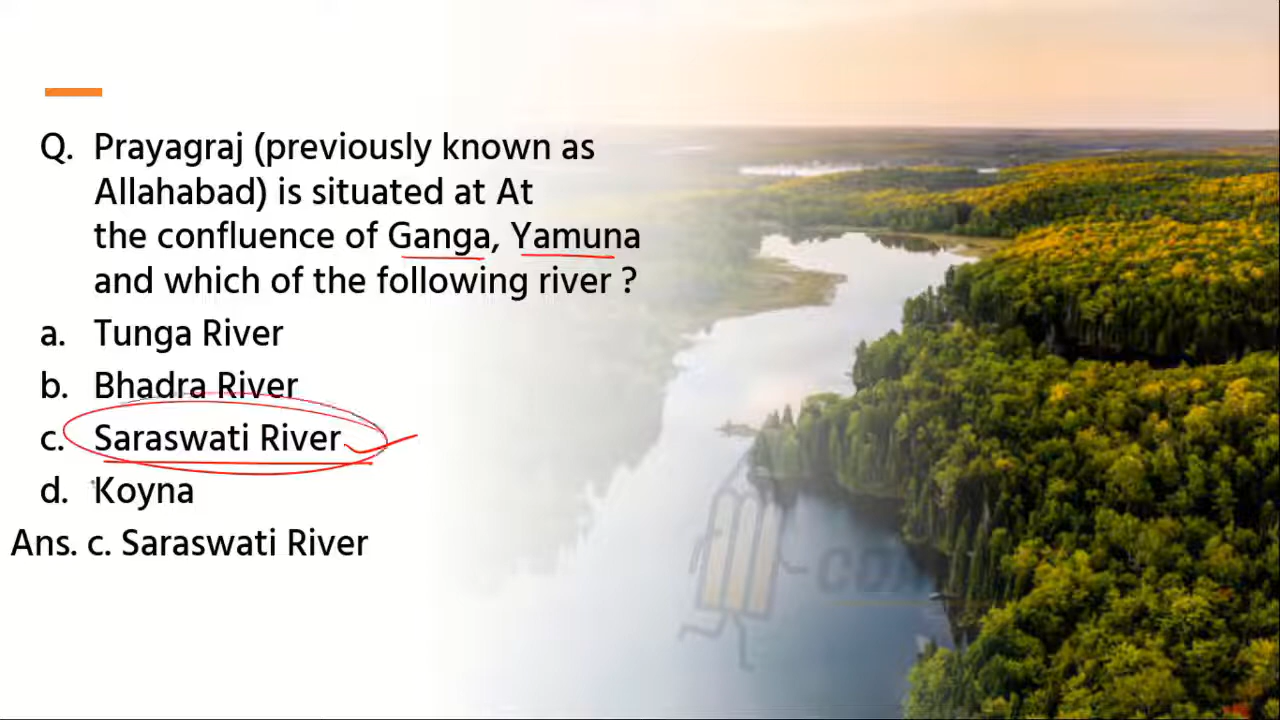 Q. Prayagraj (previously known as
Allahabad) is situated at At
the confluence of Ganga, Yamuna
and which of the following river ?
a. Tunga River
b. Bhadra River
c. Saraswati River
d. Koyna
Ans. c. Saraswati River